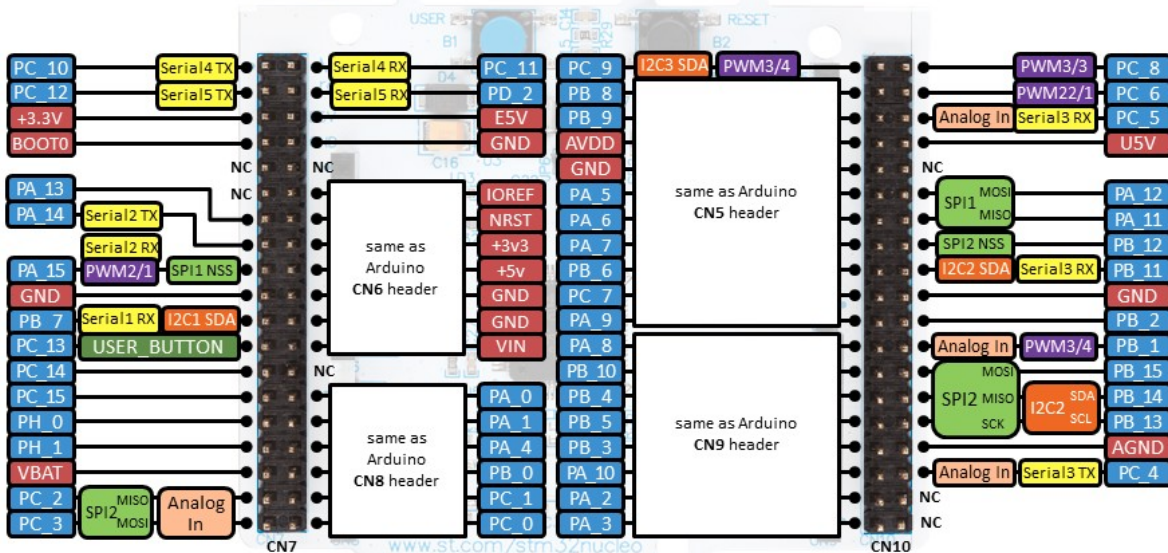 USER B1 C14 R29 B2 RESET
PC_10 Serial4 TX Serial4 RX PC_11 PC_9 I2C3 SDA PWM3/4 PWM3/3 PC_8
PC_12 Serial5 TX Serial5 RX PD_2 PB_8 PWM22/1 PC_6
+3.3V E5V PB_9 Analog In Serial3 RX PC_5
BOOT0 GND AVDD U5V
NC NC GND NC
PA_13 NC IOREF PA_5 SPI1 MOSI PA_12
PA_14 Serial2 TX NRST PA_6 MISO PA_11
Serial2 RX +3v3 PA_7 SPI2 NSS PB_12
PA_15 PWM2/1 SPI1 NSS +5v PB_6 I2C2 SDA Serial3 RX PB_11
GND GND PC_7 GND
PB_7 Serial1 RX I2C1 SDA GND PA_9 PB_2
PC_13 USER_BUTTON VIN PA_8 Analog In PWM3/4 PB_1
PC_14 NC PB_10 MOSI PB_15
PC_15 PA_0 PB_4 SPI2 MISO I2C2 SDA PB_14
PH_0 PA_1 PB_5 SCK SCL PB_13
PH_1 PA_4 PB_3 AGND
VBAT PB_0 PA_10 Analog In Serial3 TX PC_4
PC_2 SPI2 MISO Analog In PC_1 PA_2 NC
PC_3 MOSI PC_0 PA_3 NC
same as
Arduino
CN6 header
same as
Arduino
CN8 header
same as Arduino
CN5 header
same as Arduino
CN9 header
D4
C16
CN7
www.st.com/stm32nucleo
CN10